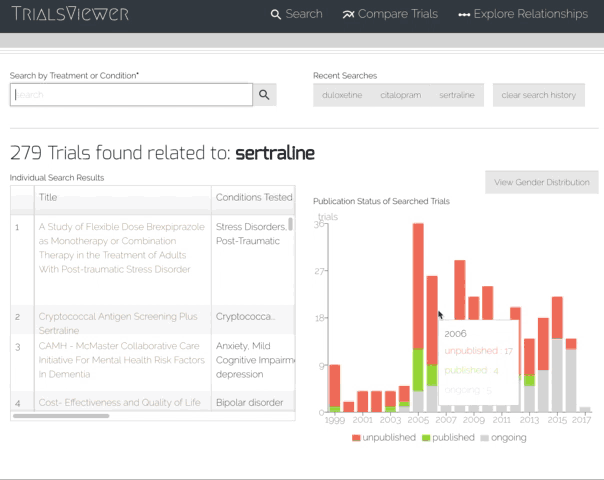 TRIALSVIEWER
Search
Compare Trials
Explore Relationships
Search by Treatment or Condition*
search
Recent Searches
duloxetine
citalopram
sertraline
clear search history
279 Trials found related to: sertraline
Individual Search Results
View Gender Distribution
Title
Conditions Tested
1
A Study of Flexible Dose Brexpiprazole
as Monotherapy or Combination
Therapy in the Treatment of Adults
With Post-traumatic Stress Disorder
Stress Disorders,
Post-Traumatic
2
Cryptococcal Antigen Screening Plus
Sertraline
Cryptococca...
3
CAMH - McMaster Collaborative Care
Initiative For Mental Health Risk Factors
In Dementia
Anxiety, Mild
Cognitive Impairm
depression
4
Cost- Effectiveness and Quality of Life
Bipolar disorder
Publication Status of Searched Trials
trials
36
27
18
9
0
2006
unpublished 17
published 4
ongoing 5
1999 2001 2003 2005 2007 2009 2011 2013 2015 2017
unpublished published ongoing